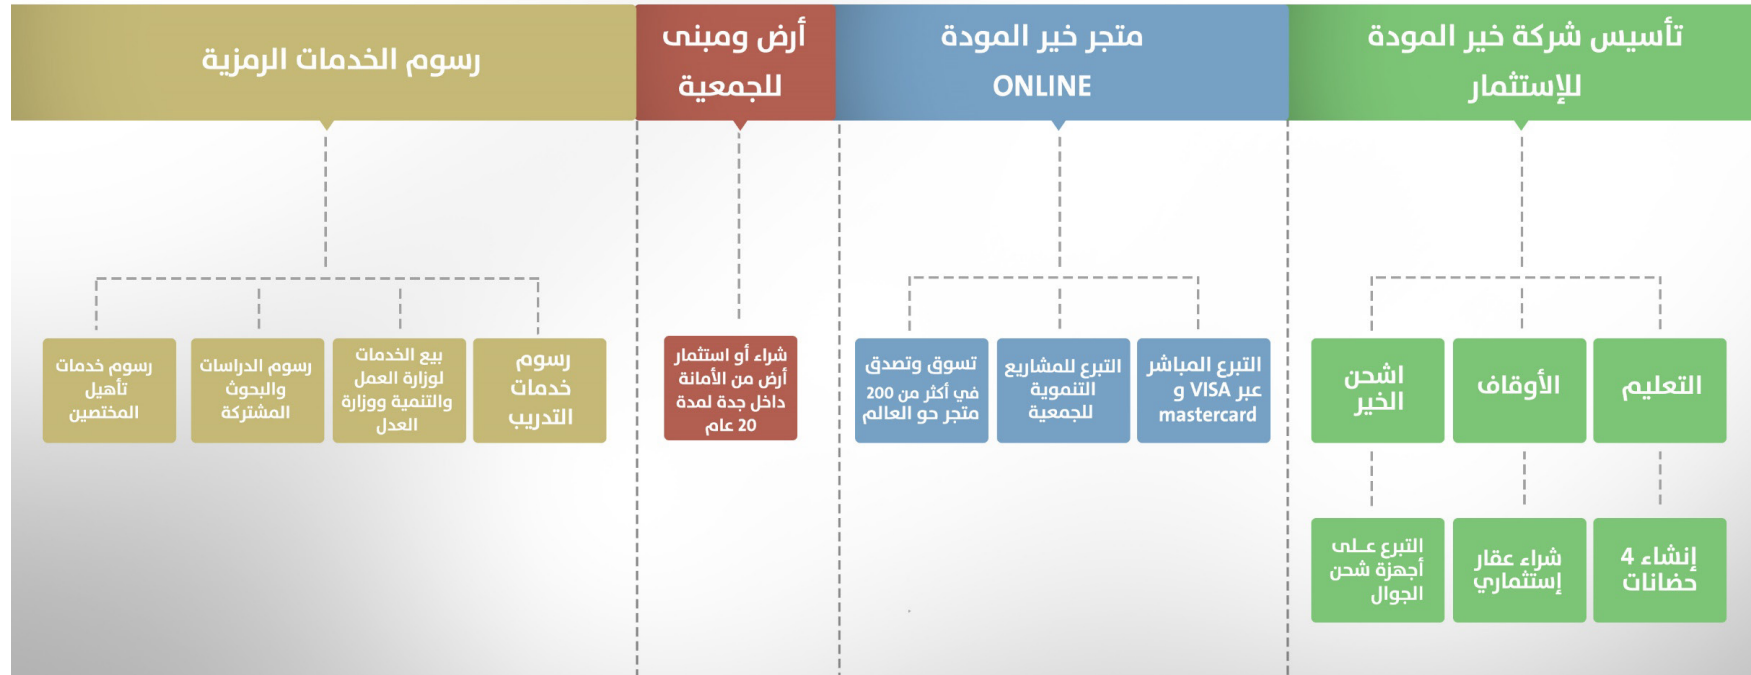 تأسيس شركة خير المودة
للإستثمار
متجر خير المودة
ONLINE
أرض ومبنى
للجمعية
رسوم الخدمات الرمزية
التعليم
الأوقاف
اشحن
الخير
إنشاء 4
حضانات
شراء عقار
إستثماري
التبرع على
أجهزة شحن
الجوال
التبرع المباشر
عبر VISA و
mastercard
التبرع للمشاريع
التنموية
للجمعية
تسوق وتصدق
في أكثر من 200
متجر حو العالم
شراء أو استثمار
أرض من الأمانة
داخل جدة لمدة
20 عام
رسوم
خدمات
التدريب
بيع الخدمات
لوزارة العمل
والتنمية ووزارة
العدل
رسوم الدراسات
والبحوث
المشتركة
رسوم خدمات
تأهيل
المختصين